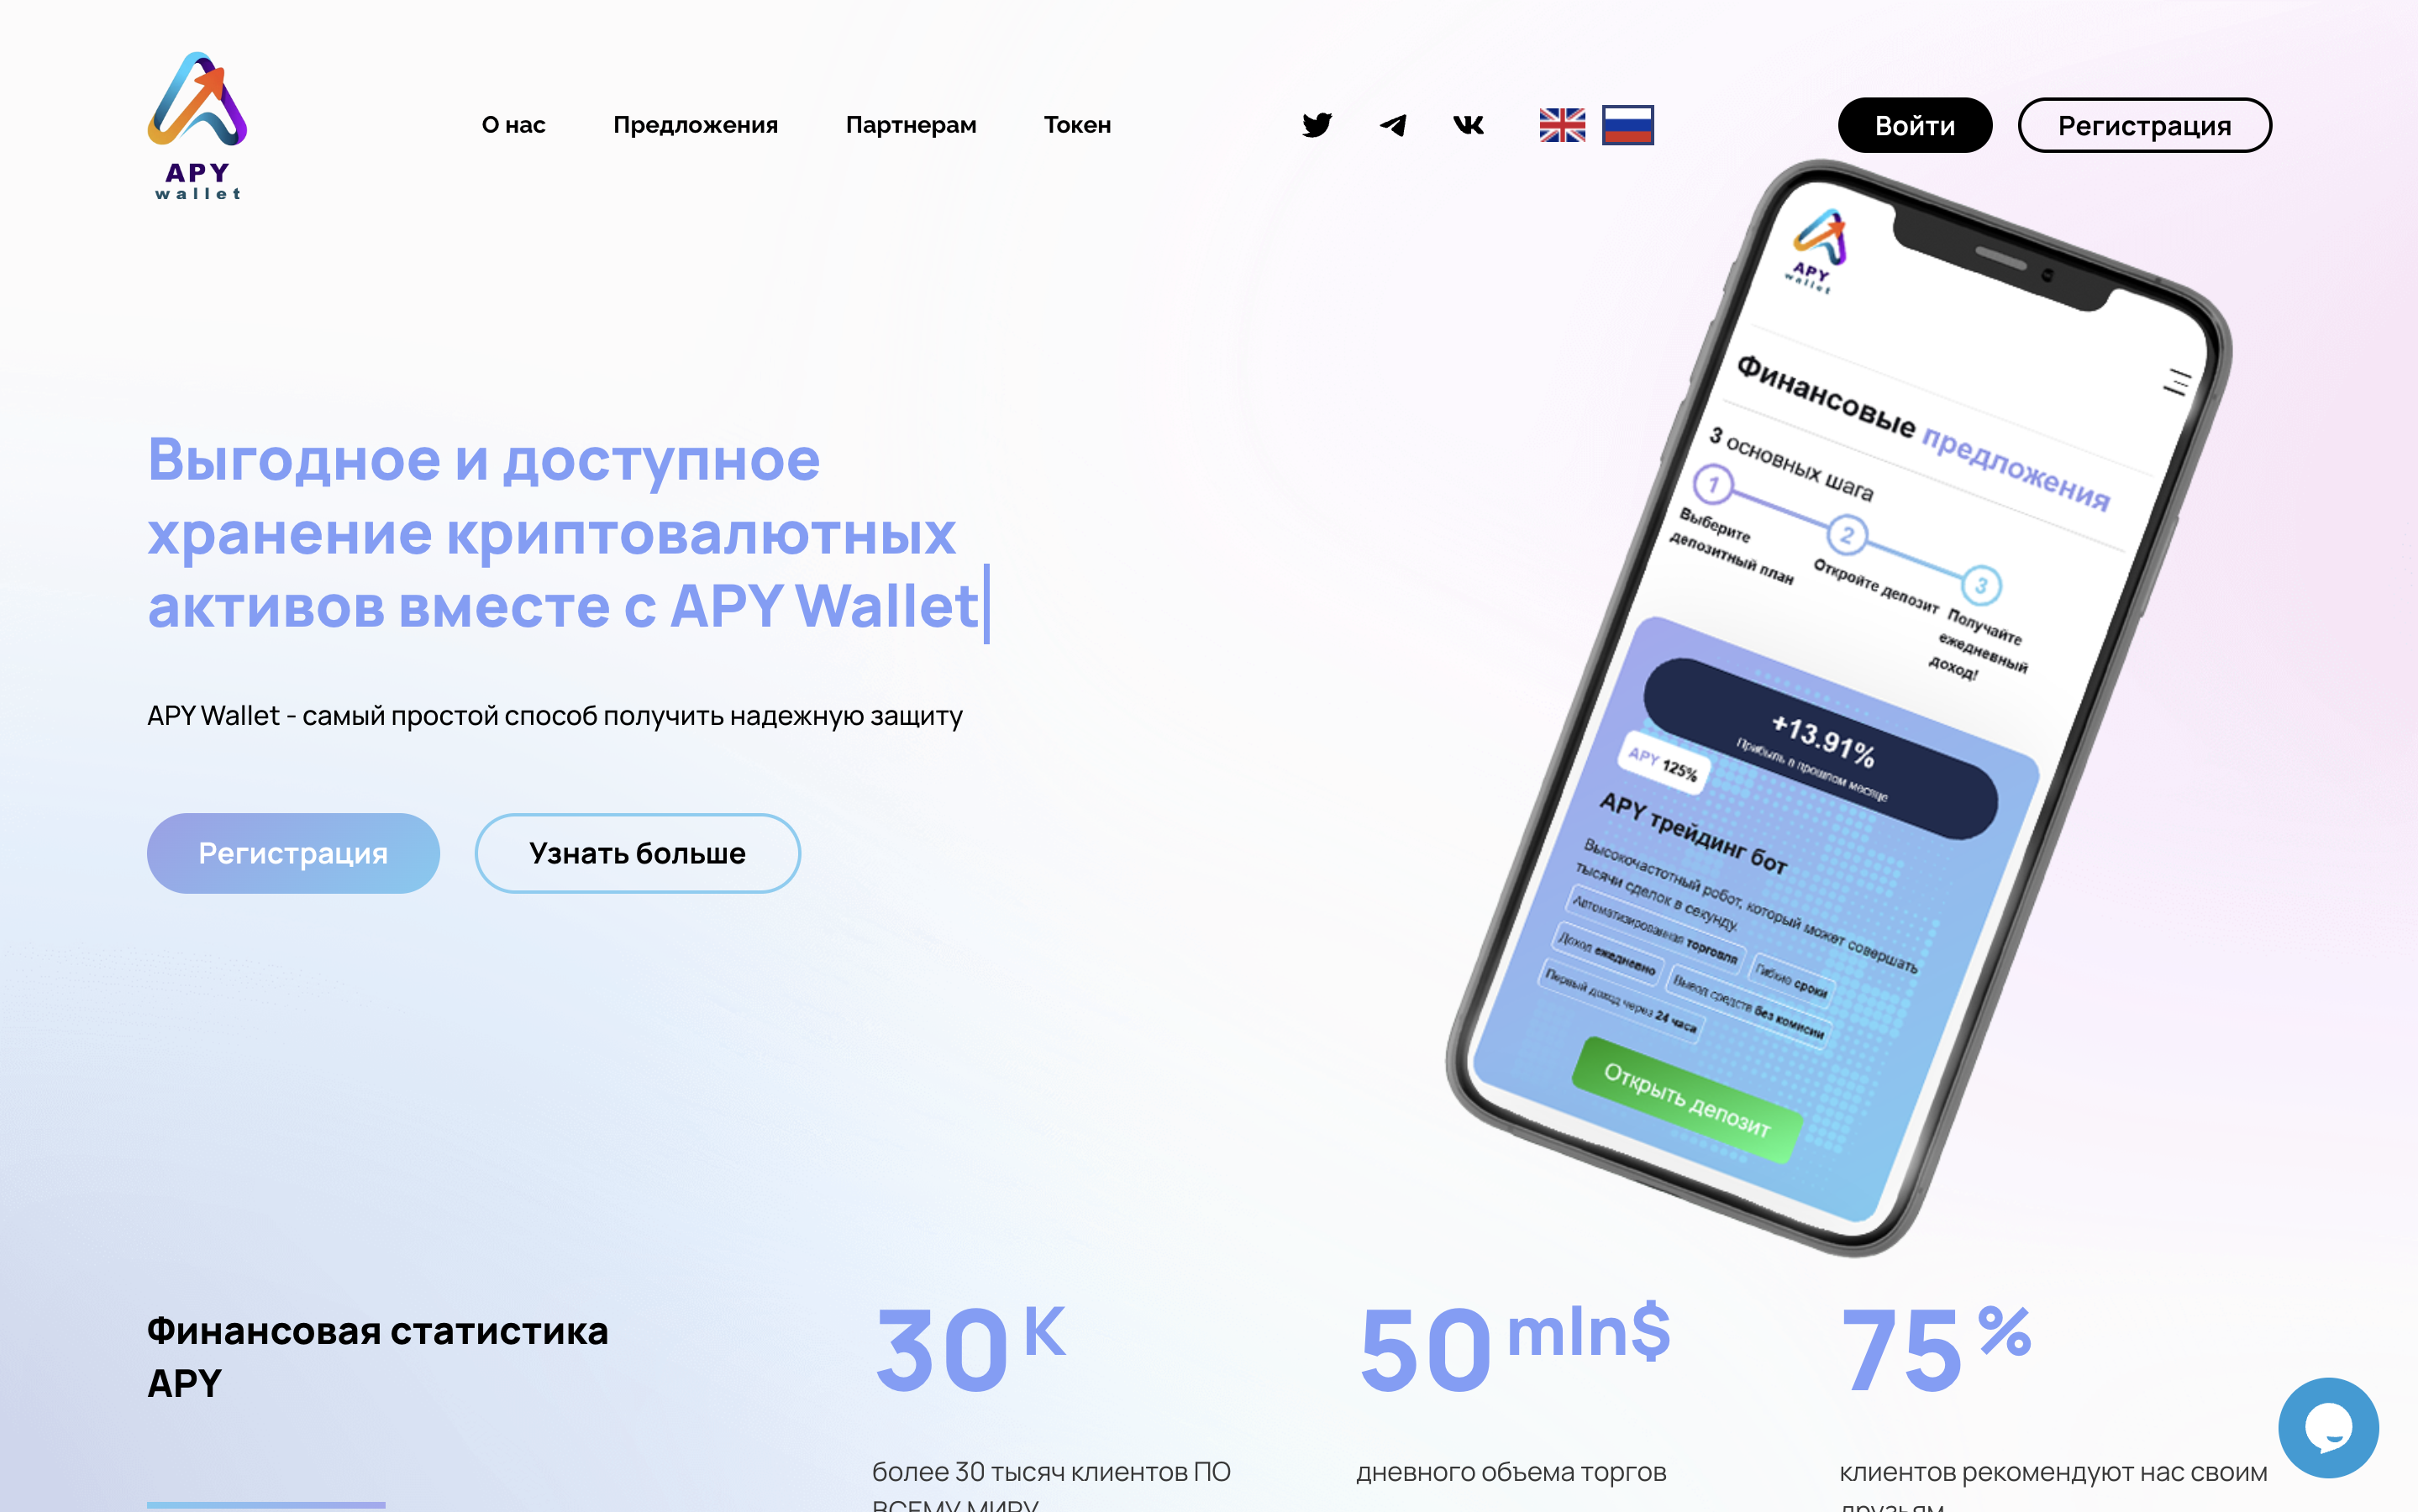 APY
wallet
О нас
Предложения
Партнерам
Токен
Войти
Регистрация
Выгодное и доступное
хранение криптовалютных
активов вместе с APY Wallet
APY Wallet - самый простой способ получить надежную защиту
Регистрация
Узнать больше
APY
wallet
Финансовые предложения
3 основных шага
1
2
3
Выберите
депозитный план
Откройте депозит
Получайте
ежедневный
доход!
+13.91%
Прибыль в прошлом месяце
APY 125%
APY трейдинг бот
Высокочастотный робот, который может совершать
тысячи сделок в секунду.
Автоматизированная торговля
Гибкие сроки
Доход ежедневно
Вывод средств без комисии
Первый доход через 24 часа
Открыть депозит
Финансовая статистика
APY
30 K
50 mln$
75 %
более 30 тысяч клиентов ПО
ВСЕМУ МИРУ
дневного объема торгов
клиентов рекомендуют нас своим
друзьям